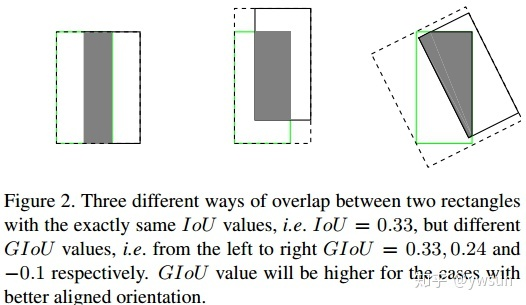 Figure 2. Three different ways of overlap between two rectangles
with the exactly same IoU values, i.e. IoU = 0.33, but different
GIoU values, i.e. from the left to right GIoU = 0.33, 0.24 and
−0.1 respectively. GIoU value will be higher for the cases with
better aligned orientation.
知乎 @ywsun